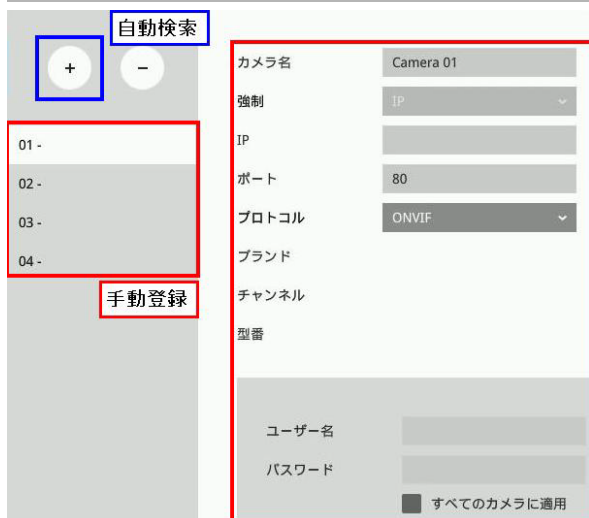 自動検索
+
-
01 -
02 -
03 -
04 -
手動登録
カメラ名 Camera 01
強制 IP
IP
ポート 80
プロトコル ONVIF
ブランド
チャンネル
型番
ユーザー名
パスワード
すべてのカメラに適用